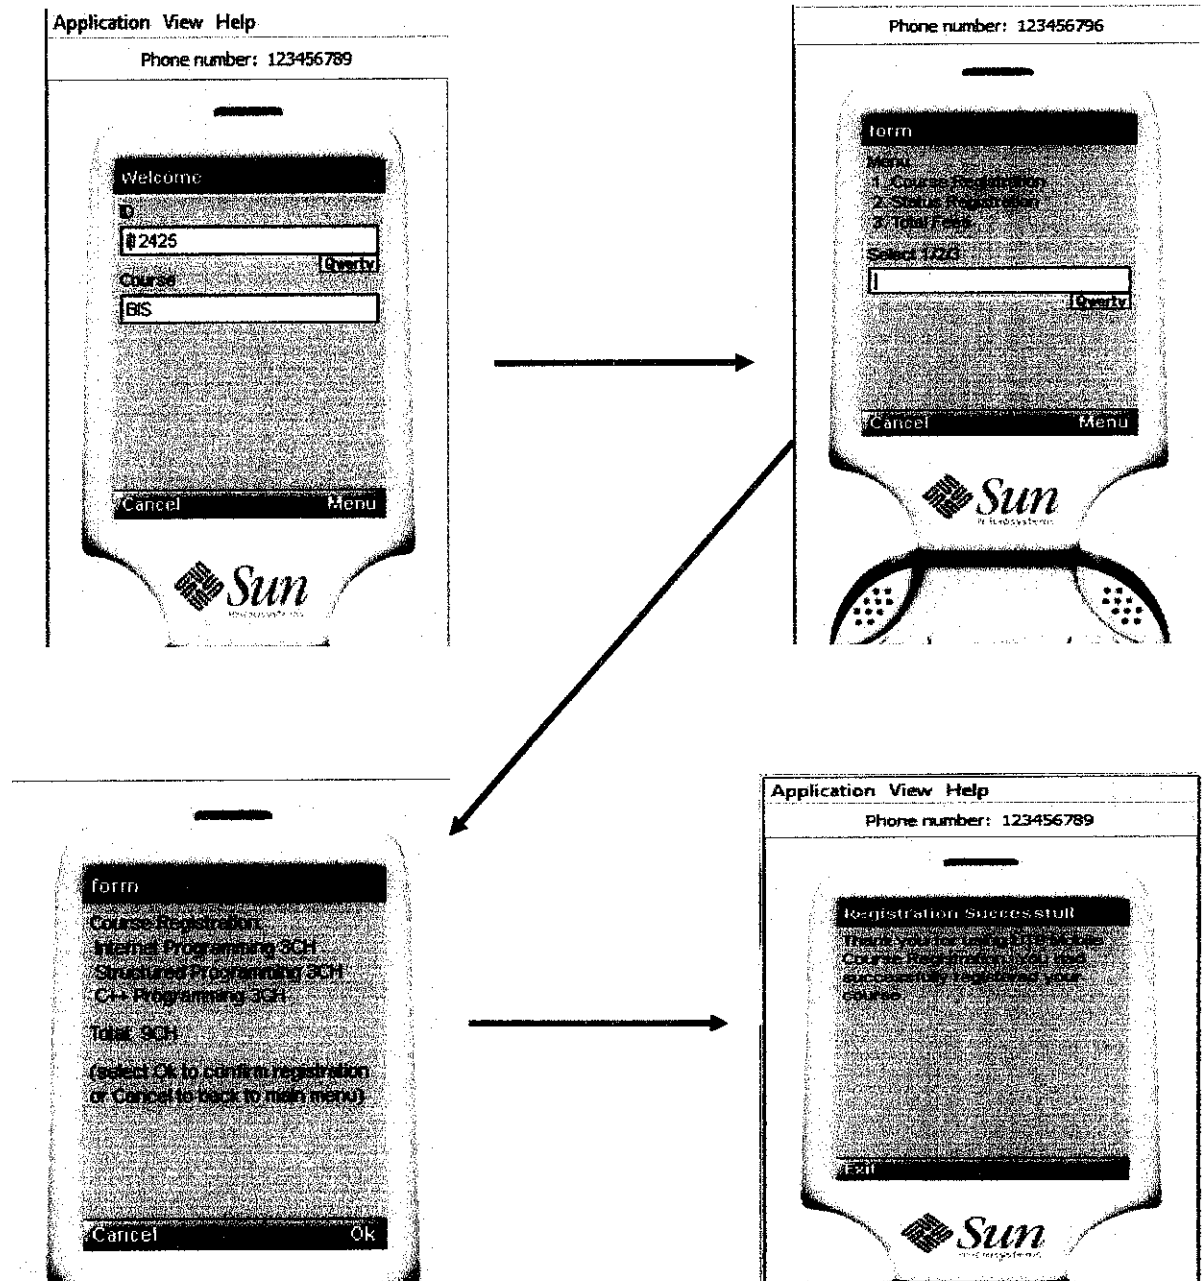 Application View Help
Phone number: 123456789
Welcome
ID
2425
Qwerty
Course
BIS
Cancel Menu
Sun
Phone number: 123456796
form
Menu
1. Course Registration
2. Status Registration
3. Total Fees
Select 1/2/3
Qwerty
Cancel Menu
Sun
microsystems
form
Course Registration:
Internet Programming 3CH
Structured Programming 3CH
C++ Programming 3CH
Total: 9CH
(select Ok to confirm registration
or Cancel to back to main menu)
Cancel Ok
Application View Help
Phone number: 123456789
Registration Successfull
Thank you for using UTP Mobile
Course Registration, you had
successfully registered your
course
Exit
Sun